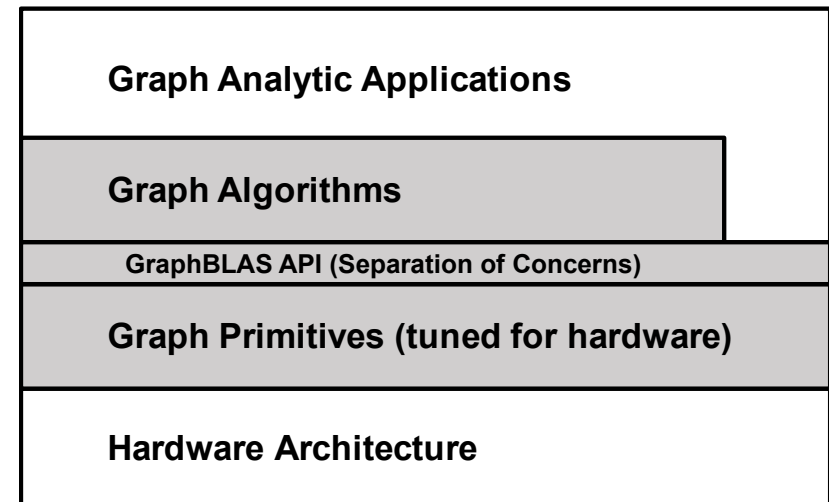 Graph Analytic Applications
Graph Algorithms
GraphBLAS API (Separation of Concerns)
Graph Primitives (tuned for hardware)
Hardware Architecture